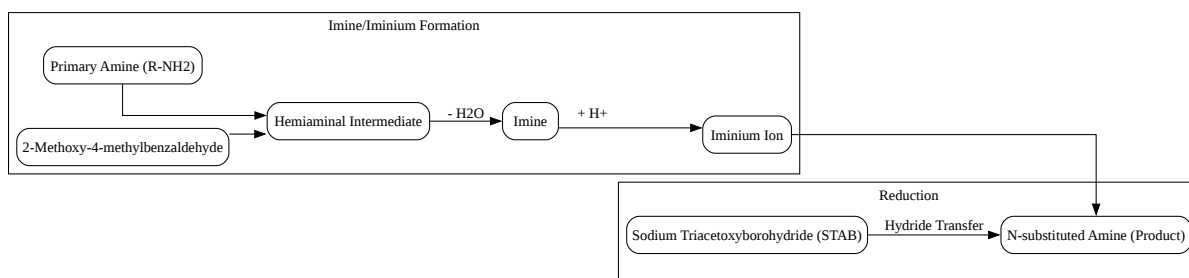 Imine/Iminium Formation
Primary Amine (R-NH2)
2-Methoxy-4-methylbenzaldehyde
Hemiaminal Intermediate
- H2O
Imine
+ H+
Iminium Ion
Reduction
Sodium Triacetoxyborohydride (STAB)
Hydride Transfer
N-substituted Amine (Product)